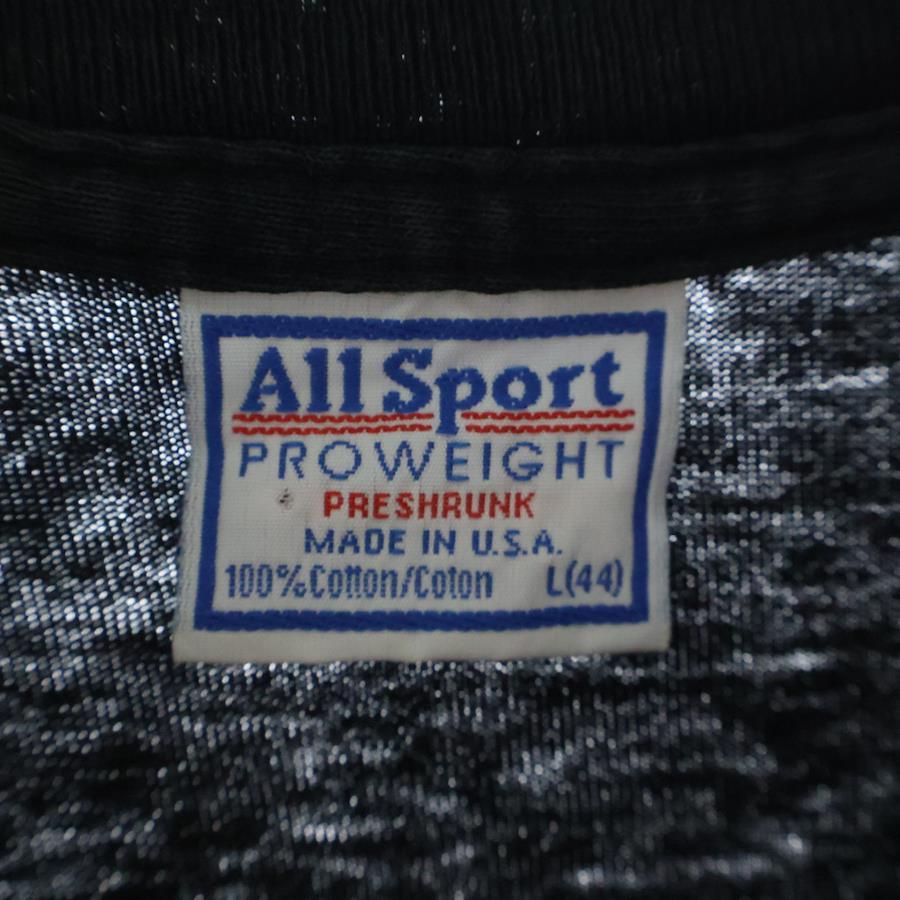 All Sport
PROWEIGHT
PRESHRUNK
MADE IN U.S.A.
100%Cotton/Coton L(44)